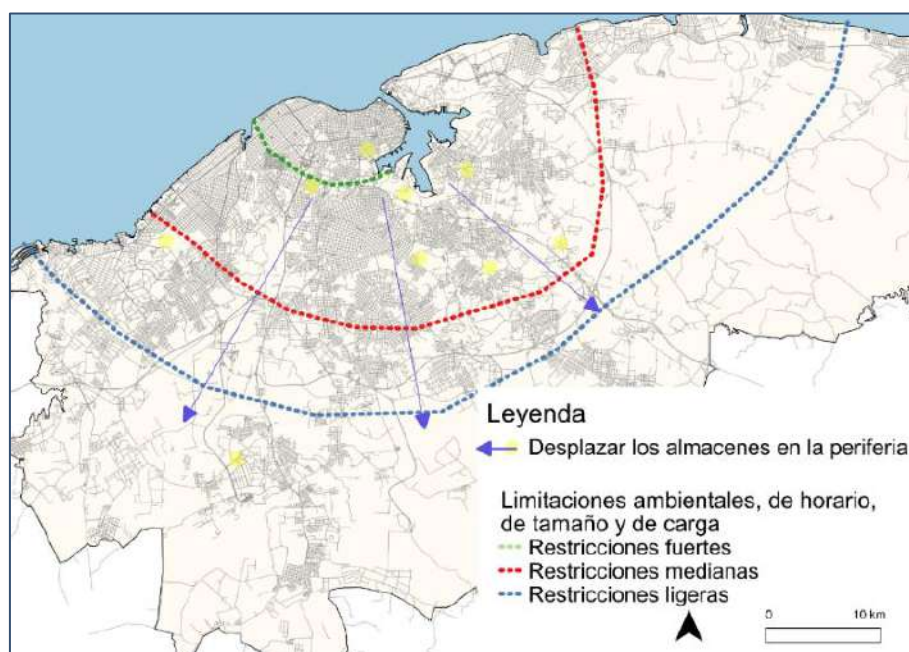 Leyenda
Desplazar los almacenes en la periferia
Limitaciones ambientales, de horario,
de tamaño y de carga
Restricciones fuertes
Restricciones medianas
Restricciones ligeras
0 10 km